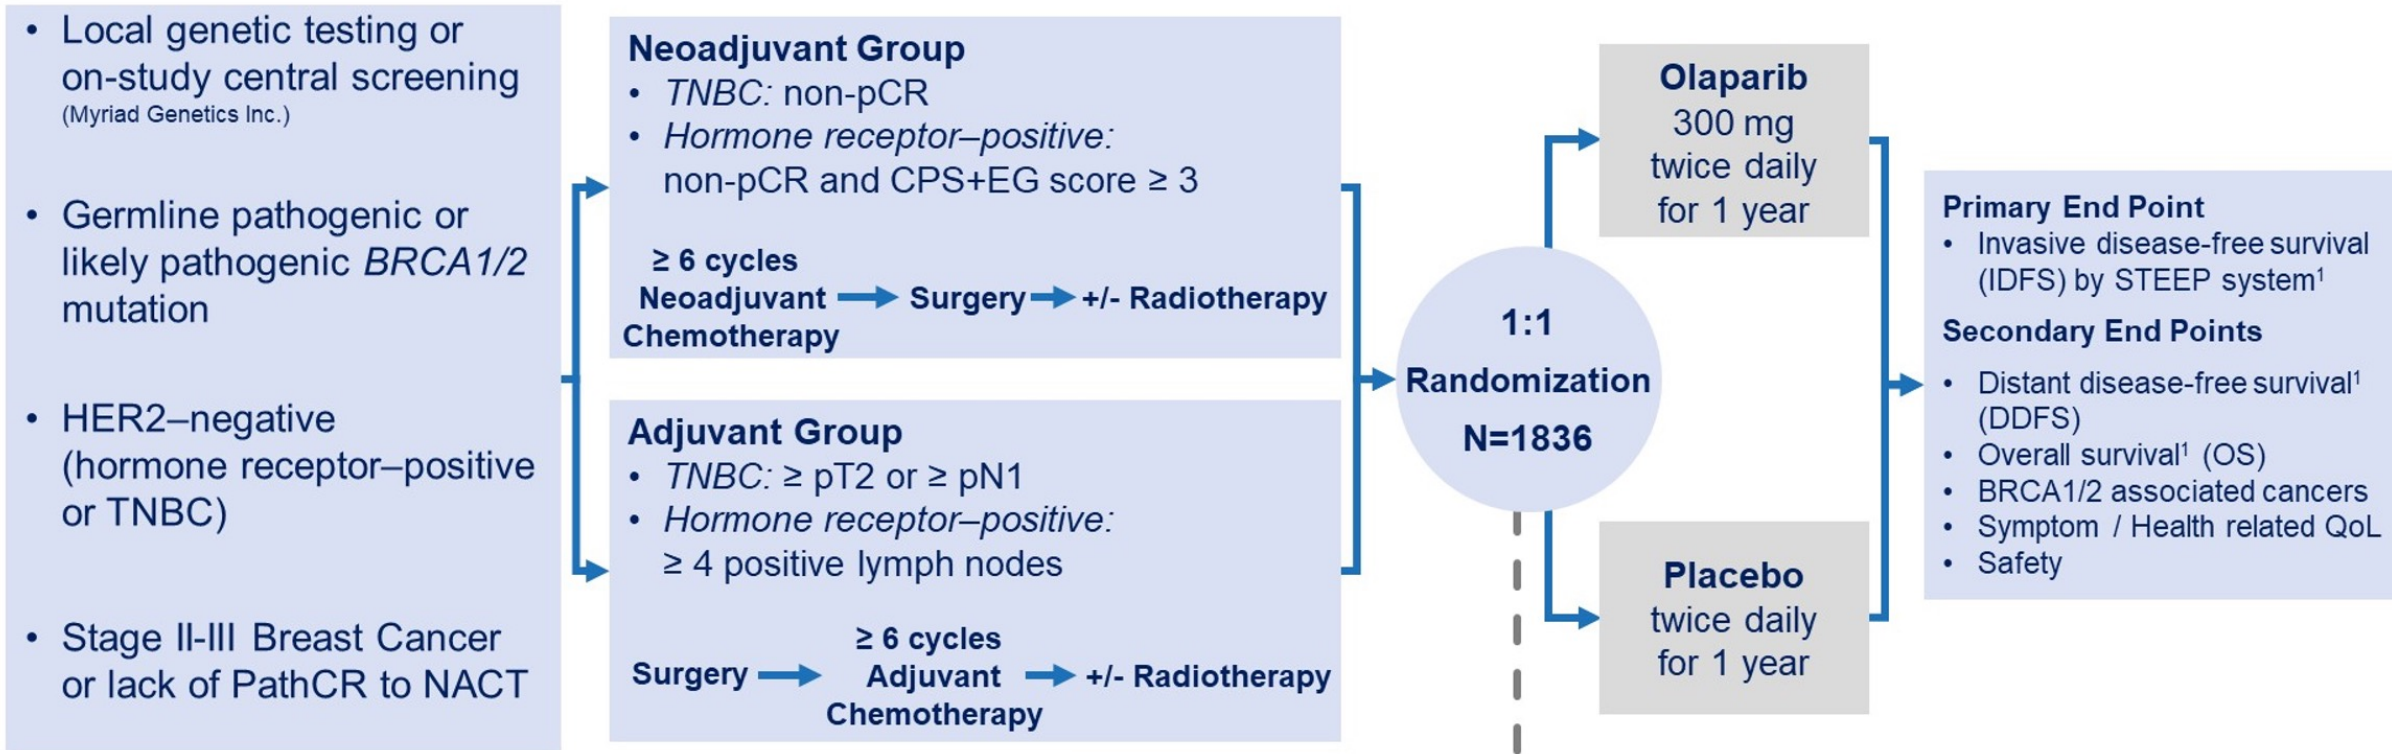 • Local genetic testing or
on-study central screening
(Myriad Genetics Inc.)
• Germline pathogenic or
likely pathogenic BRCA1/2
mutation
• HER2–negative
(hormone receptor–positive
or TNBC)
• Stage II-III Breast Cancer
or lack of PathCR to NACT
Neoadjuvant Group
• TNBC: non-pCR
• Hormone receptor–positive:
non-pCR and CPS+EG score ≥ 3
≥ 6 cycles
Neoadjuvant
Chemotherapy
Surgery
+/- Radiotherapy
Adjuvant Group
• TNBC: ≥ pT2 or ≥ pN1
• Hormone receptor–positive:
≥ 4 positive lymph nodes
Surgery
≥ 6 cycles
Adjuvant
Chemotherapy
+/- Radiotherapy
1:1
Randomization
N=1836
Olaparib
300 mg
twice daily
for 1 year
Placebo
twice daily
for 1 year
Primary End Point
• Invasive disease-free survival
(IDFS) by STEEP system¹
Secondary End Points
• Distant disease-free survival¹
(DDFS)
• Overall survival¹ (OS)
• BRCA1/2 associated cancers
• Symptom / Health related QoL
• Safety